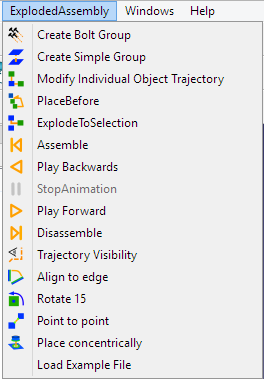 ExplodedAssembly Windows Help
Create Bolt Group
Create Simple Group
Modify Individual Object Trajectory
PlaceBefore
ExplodeToSelection
Assemble
Play Backwards
StopAnimation
Play Forward
Disassemble
Trajectory Visibility
Align to edge
Rotate 15
Point to point
Place concentrically
Load Example File